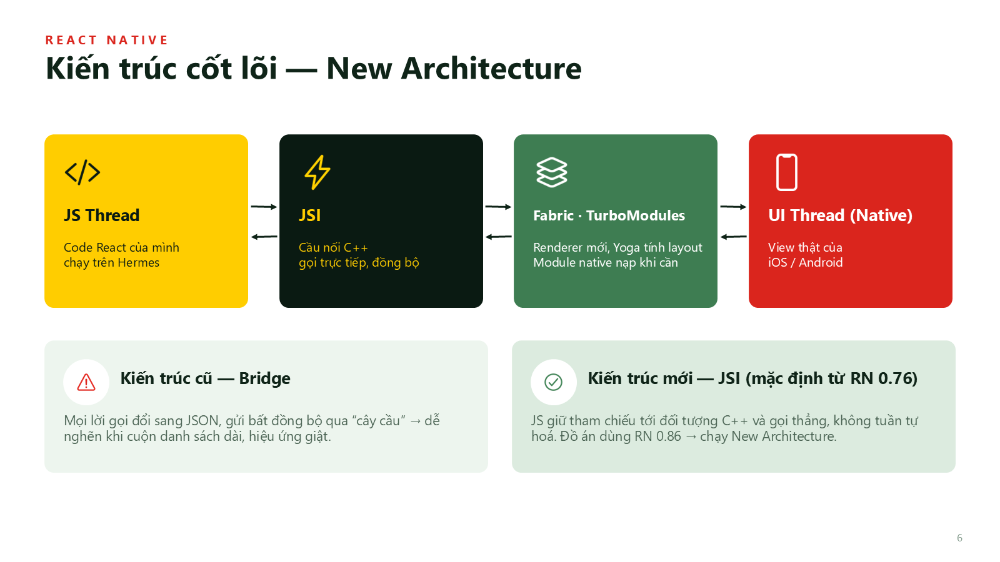 REACT NATIVE
Kiến trúc cốt lõi — New Architecture
JS Thread
Code React của mình
chạy trên Hermes
JSI
Cầu nối C++
gọi trực tiếp, đồng bộ
Fabric · TurboModules
Renderer mới, Yoga tính layout
Module native nạp khi cần
UI Thread (Native)
View thật của
iOS / Android
Kiến trúc cũ — Bridge
Mọi lời gọi đổi sang JSON, gửi bất đồng bộ qua “cây cầu” → dễ
nghẽn khi cuộn danh sách dài, hiệu ứng giật.
Kiến trúc mới — JSI (mặc định từ RN 0.76)
JS giữ tham chiếu tới đối tượng C++ và gọi thẳng, không tuần tự
hoá. Đồ án dùng RN 0.86 → chạy New Architecture.
6